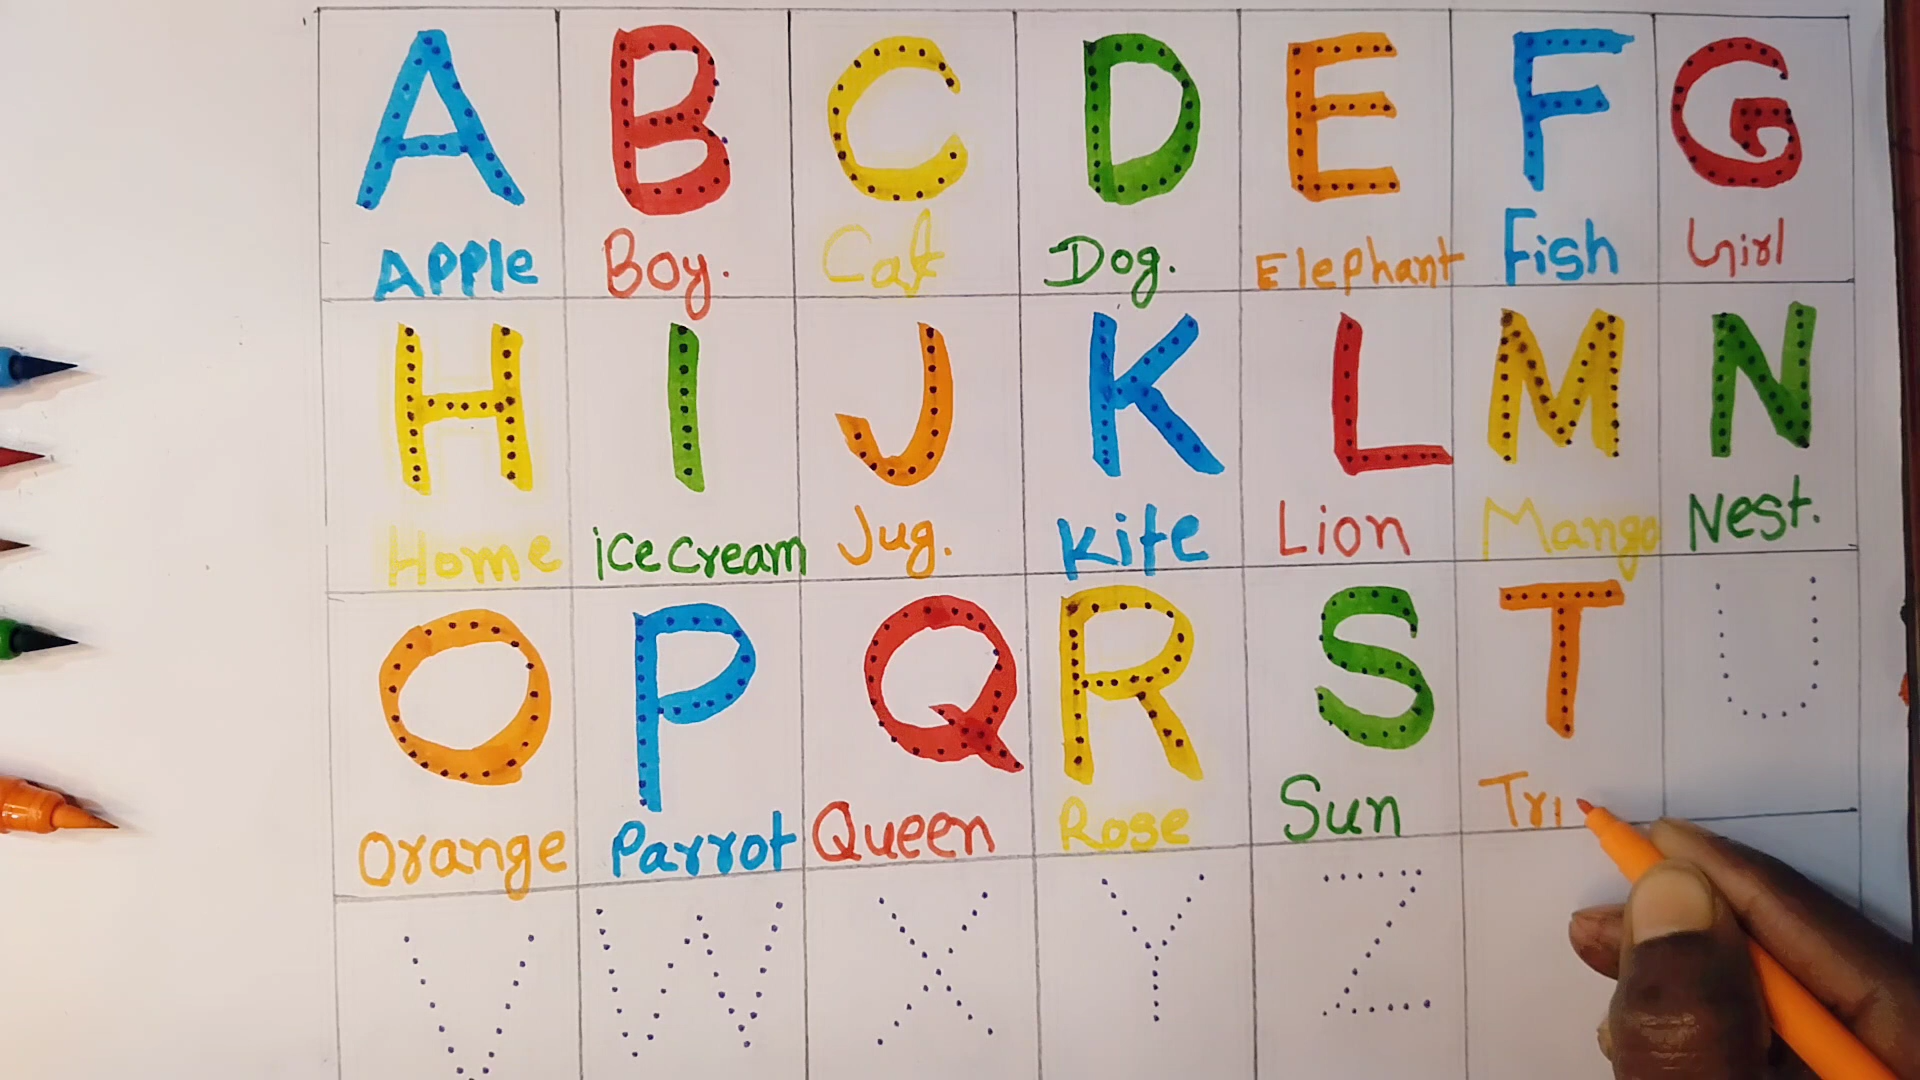 A B C D E F G
Apple Boy. Cat Dog. Elephant Fish Girl
H I J K L M N
Home ice cream Jug. Kite Lion Mango Nest.
O P Q R S T U
Orange Parrot Queen Rose Sun Tri
V W X Y Z